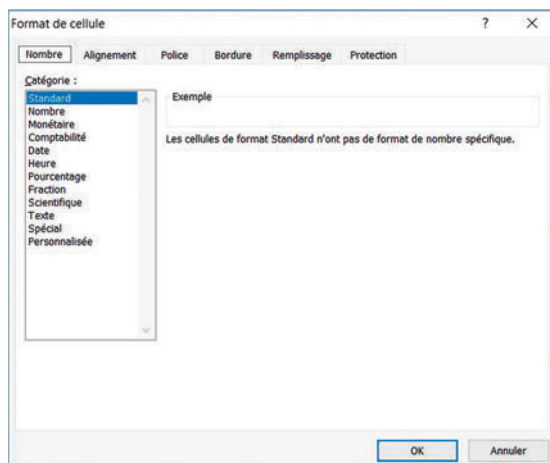 Format de cellule ? ×
Nombre Alignement Police Bordure Remplissage Protection
Catégorie :
Standard
Nombre
Monétaire
Comptabilité
Date
Heure
Pourcentage
Fraction
Scientifique
Texte
Spécial
Personnalisée
Exemple
Les cellules de format Standard n'ont pas de format de nombre spécifique.
OK Annuler